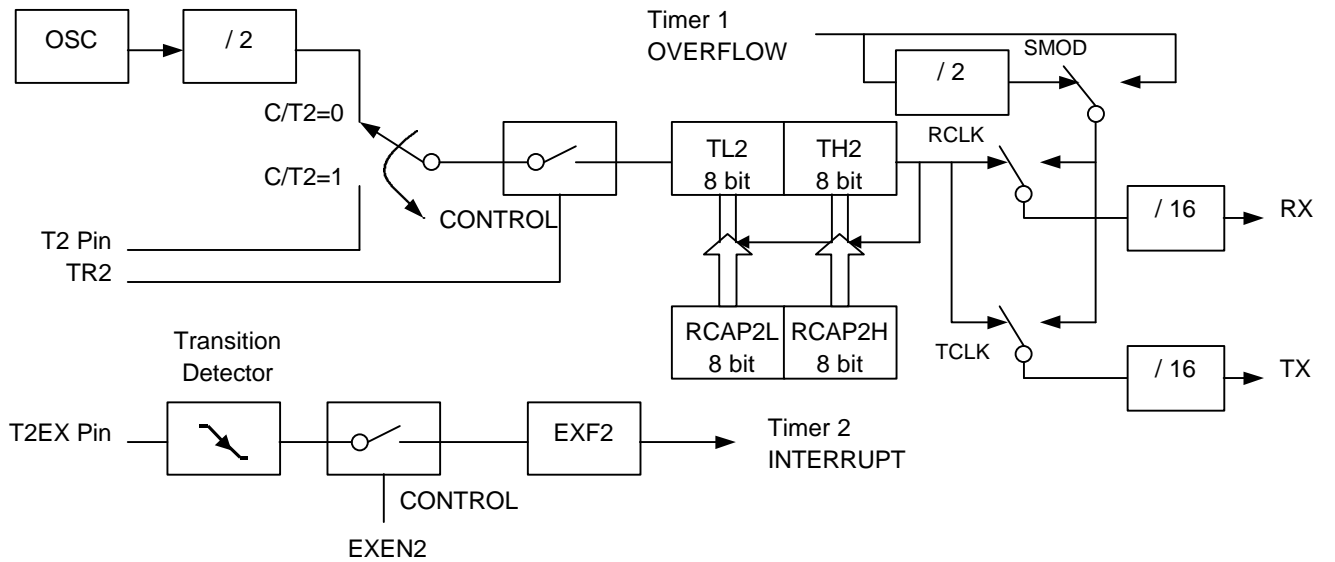 OSC
/ 2
Timer 1
OVERFLOW
SMOD
/ 2
C/T2=0
C/T2=1
CONTROL
TL2
8 bit
TH2
8 bit
RCLK
/ 16
RX
T2 Pin
TR2
RCAP2L
8 bit
RCAP2H
8 bit
TCLK
/ 16
TX
Transition
Detector
T2EX Pin
EXF2
Timer 2
INTERRUPT
CONTROL
EXEN2